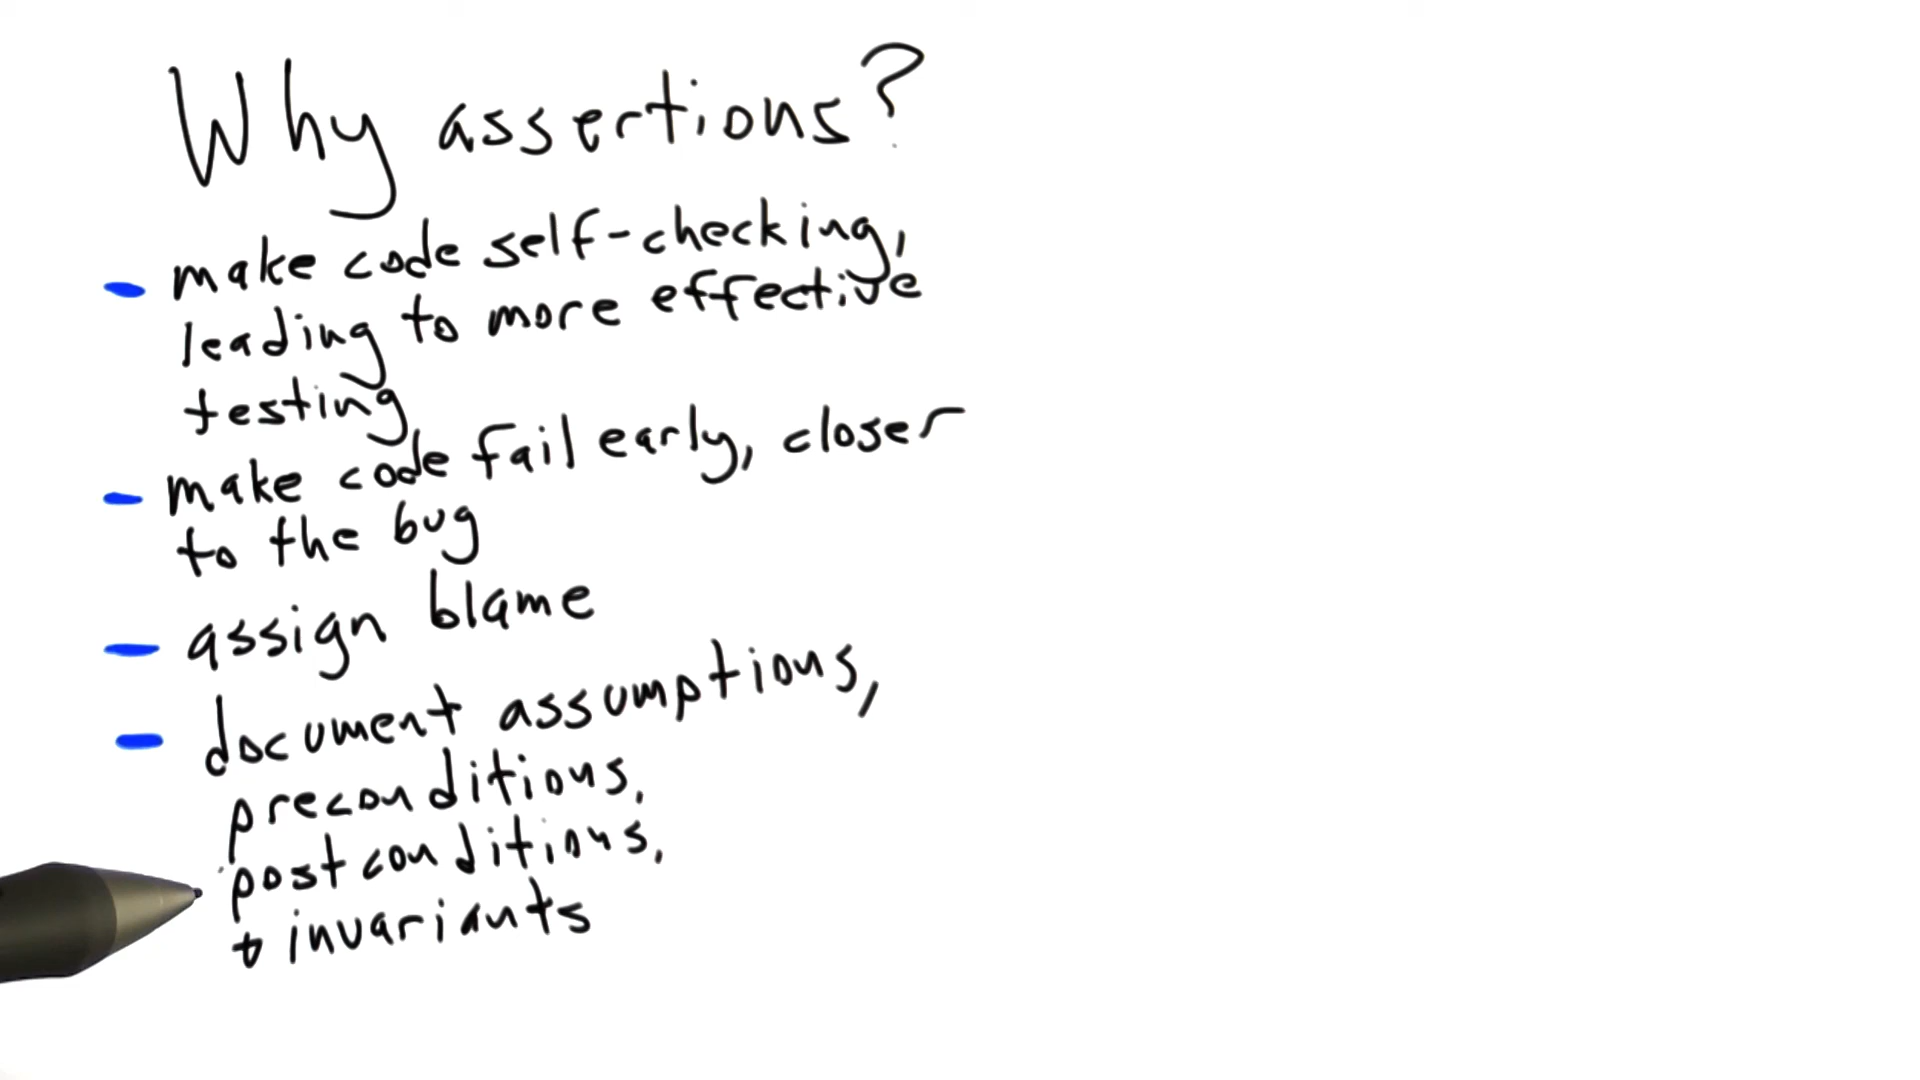 Why assertions?
- make code self-checking,
leading to more effective
testing
- make code fail early, closer
to the bug
- assign blame
- document assumptions,
preconditions,
postconditions,
+ invariants